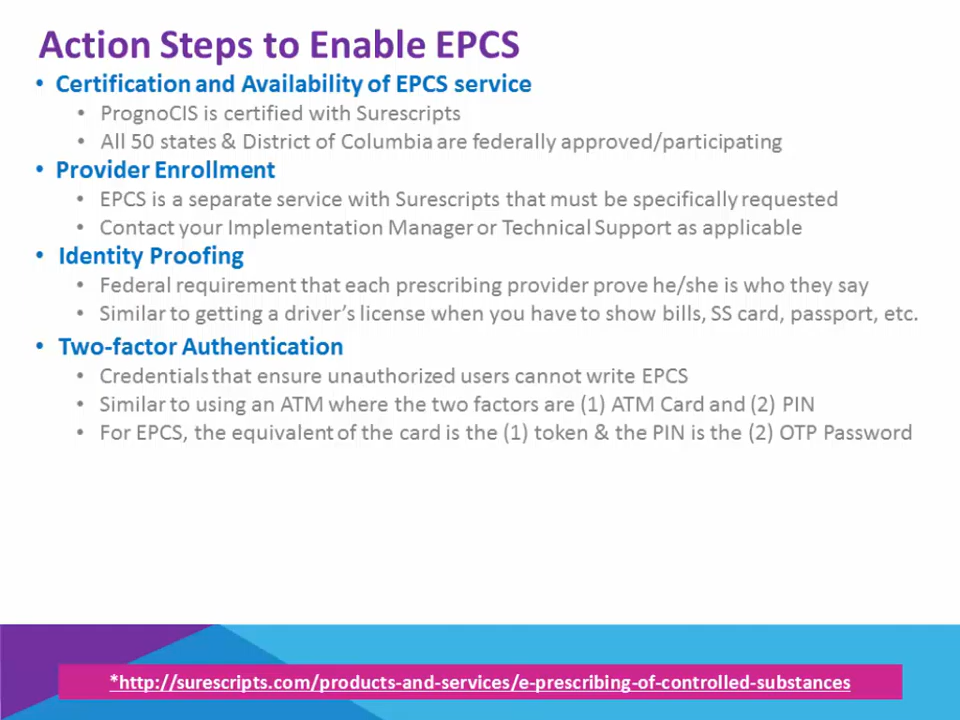 Action Steps to Enable EPCS
• Certification and Availability of EPCS service
• PrognoCIS is certified with Surescripts
• All 50 states & District of Columbia are federally approved/participating
• Provider Enrollment
• EPCS is a separate service with Surescripts that must be specifically requested
• Contact your Implementation Manager or Technical Support as applicable
• Identity Proofing
• Federal requirement that each prescribing provider prove he/she is who they say
• Similar to getting a driver's license when you have to show bills, SS card, passport, etc.
• Two-factor Authentication
• Credentials that ensure unauthorized users cannot write EPCS
• Similar to using an ATM where the two factors are (1) ATM Card and (2) PIN
• For EPCS, the equivalent of the card is the (1) token & the PIN is the (2) OTP Password
*http://surescripts.com/products-and-services/e-prescribing-of-controlled-substances